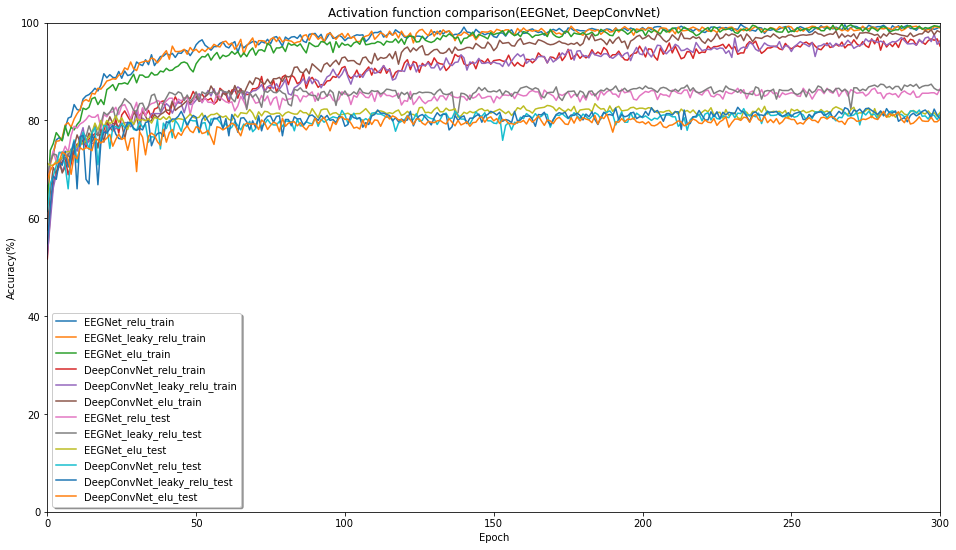 Activation function comparison(EEGNet, DeepConvNet)
100
80
60
40
20
0
Accuracy(%)
EEGNet_relu_train
EEGNet_leaky_relu_train
EEGNet_elu_train
DeepConvNet_relu_train
DeepConvNet_leaky_relu_train
DeepConvNet_elu_train
EEGNet_relu_test
EEGNet_leaky_relu_test
EEGNet_elu_test
DeepConvNet_relu_test
DeepConvNet_leaky_relu_test
DeepConvNet_elu_test
0 50 100 150 200 250 300
Epoch